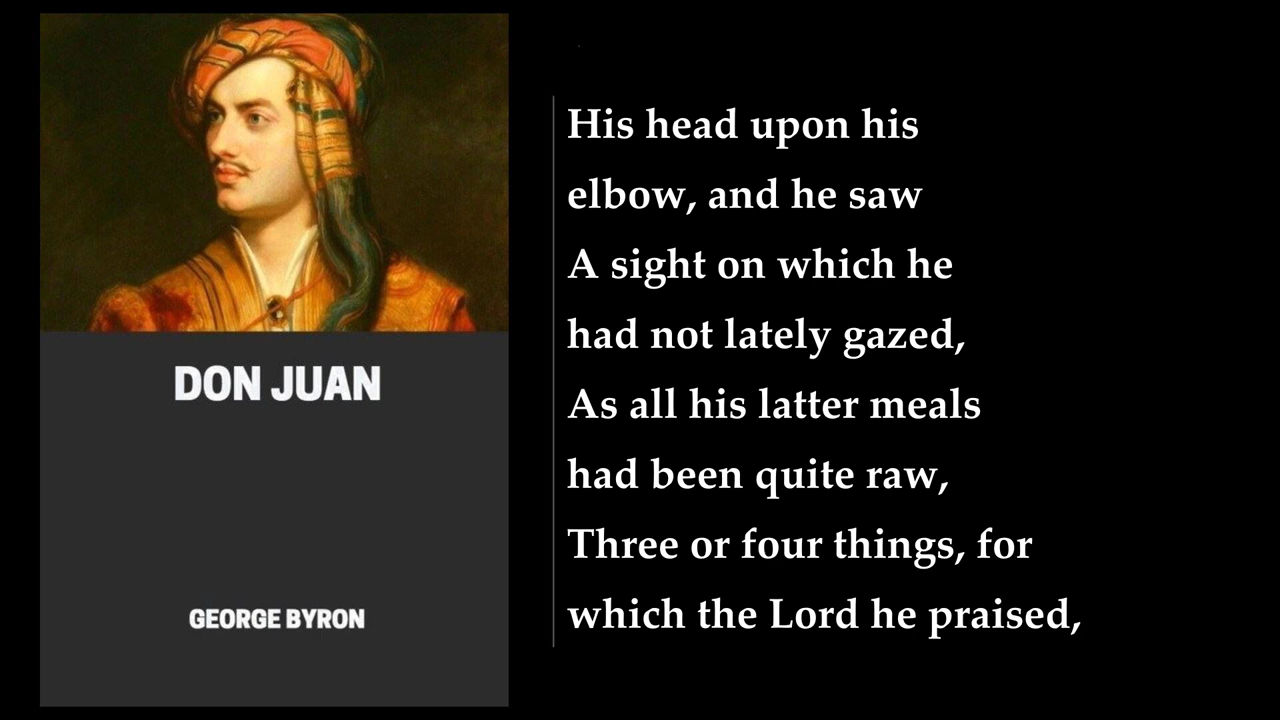 DON JUAN
GEORGE BYRON
His head upon his
elbow, and he saw
A sight on which he
had not lately gazed,
As all his latter meals
had been quite raw,
Three or four things, for
which the Lord he praised,